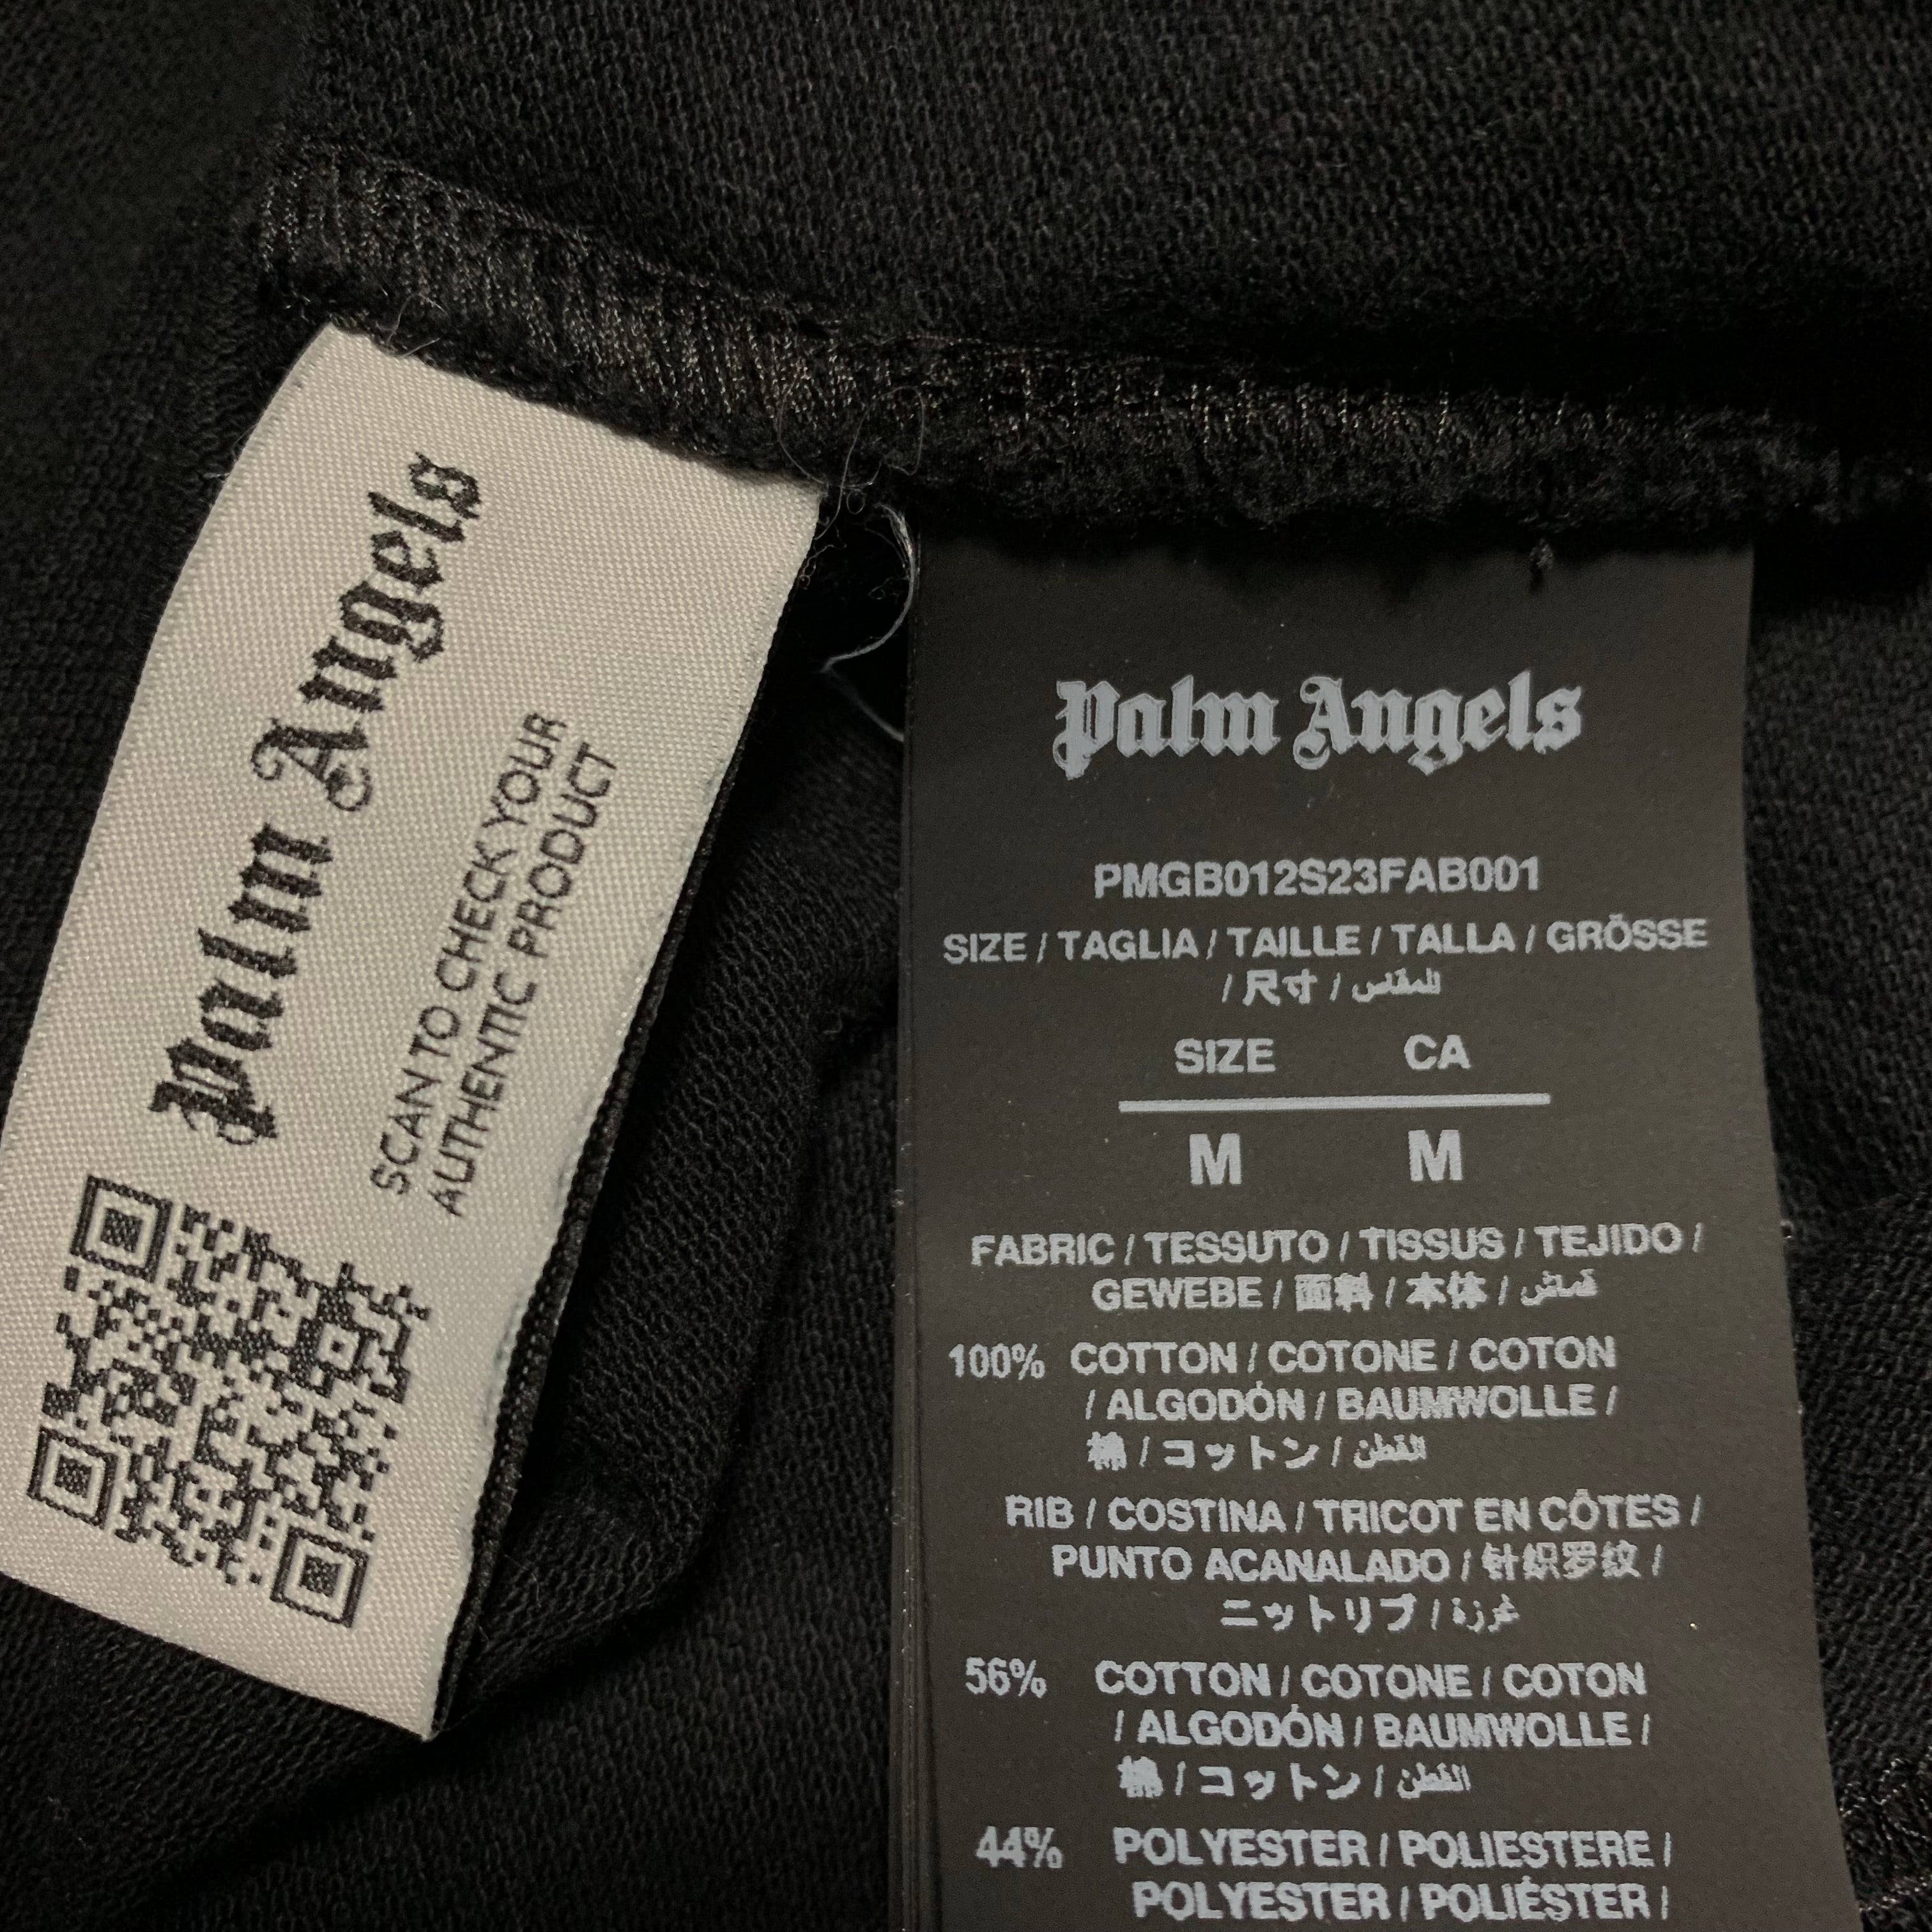 Palm Angels
SCAN TO CHECK YOUR
AUTHENTIC PRODUCT
Palm Angels
PMGB012S23FAB001
SIZE / TAGLIA / TAILLE / TALLA / GRÖSSE
/ 尺寸 / للمقاس
SIZE CA
M M
FABRIC / TESSUTO / TISSUS / TEJIDO /
GEWEBE / 面料 / 本体 / قماش
100% COTTON / COTONE / COTON
/ ALGODÓN / BAUMWOLLE /
棉 / コットン / القطن
RIB / COSTINA / TRICOT EN CÔTES /
PUNTO ACANALADO / 针织罗纹 /
ニットリブ / غرزة
56% COTTON / COTONE / COTON
/ ALGODÓN / BAUMWOLLE /
棉 / コットン / القطن
44% POLYESTER / POLIESTERE /
POLYESTER / POLIÉSTER /